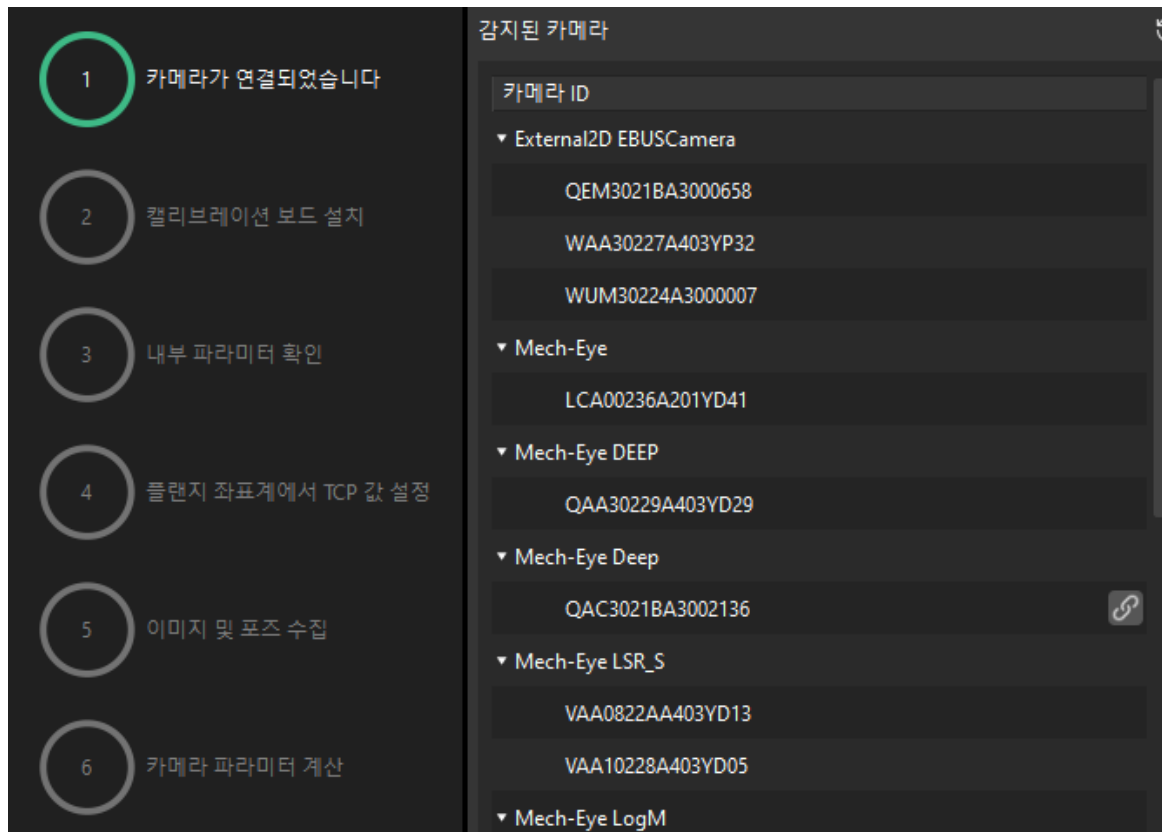 1 카메라가 연결되었습니다
2 캘리브레이션 보드 설치
3 내부 파라미터 확인
4 플랜지 좌표계에서 TCP 값 설정
5 이미지 및 포즈 수집
6 카메라 파라미터 계산
감지된 카메라
카메라 ID
External2D EBUSCamera
QEM3021BA3000658
WAA30227A403YP32
WUM30224A3000007
Mech-Eye
LCA00236A201YD41
Mech-Eye DEEP
QAA30229A403YD29
Mech-Eye Deep
QAC3021BA3002136
Mech-Eye LSR_S
VAA0822AA403YD13
VAA10228A403YD05
Mech-Eye LogM